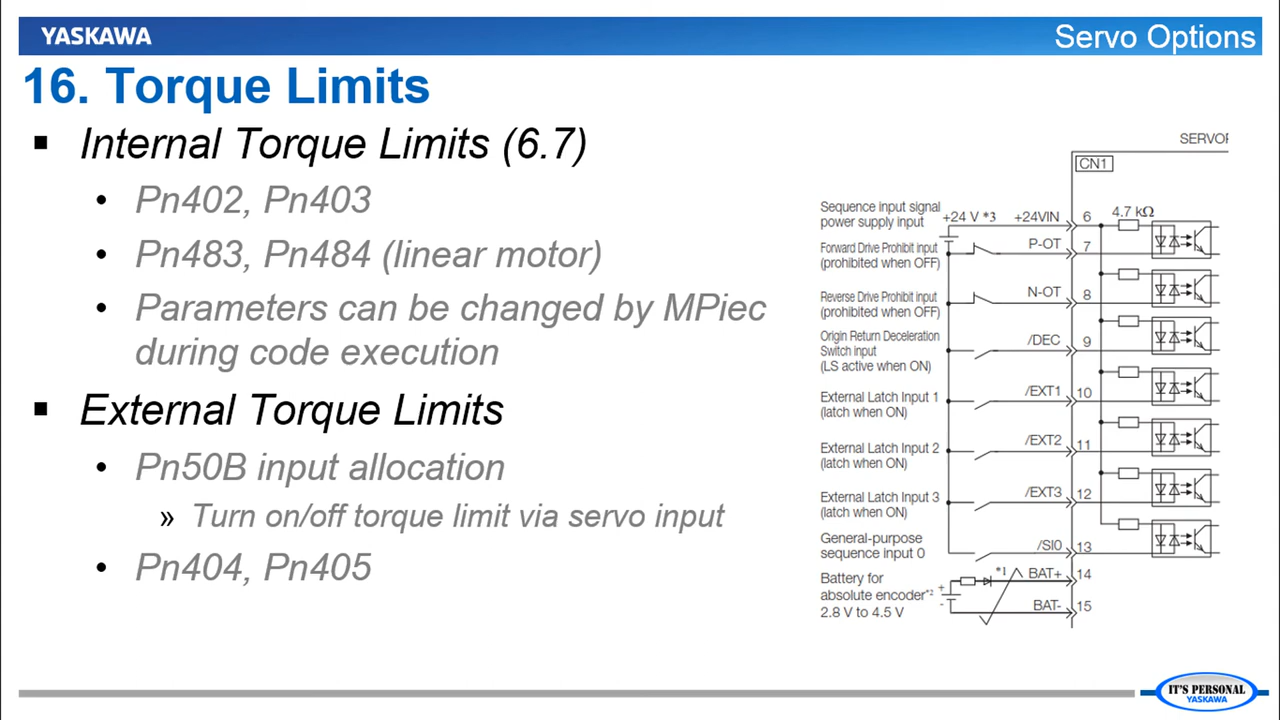 YASKAWA
Servo Options
16. Torque Limits
▪ Internal Torque Limits (6.7)
• Pn402, Pn403
• Pn483, Pn484 (linear motor)
• Parameters can be changed by MPiec
during code execution
▪ External Torque Limits
• Pn50B input allocation
» Turn on/off torque limit via servo input
• Pn404, Pn405
SERVOP
CN1
Sequence input signal
power supply input
+24 V *3
+24VIN
6
4.7 kΩ
Forward Drive Prohibit input
(prohibited when OFF)
P-OT
7
Reverse Drive Prohibit input
(prohibited when OFF)
N-OT
8
Origin Return Deceleration
Switch input
(LS active when ON)
/DEC
9
External Latch Input 1
(latch when ON)
/EXT1
10
External Latch Input 2
(latch when ON)
/EXT2
11
External Latch Input 3
(latch when ON)
/EXT3
12
General-purpose
sequence input 0
/SI0
13
Battery for
absolute encoder*2
2.8 V to 4.5 V
+
-
*1
BAT+
14
BAT-
15
IT'S PERSONAL
YASKAWA